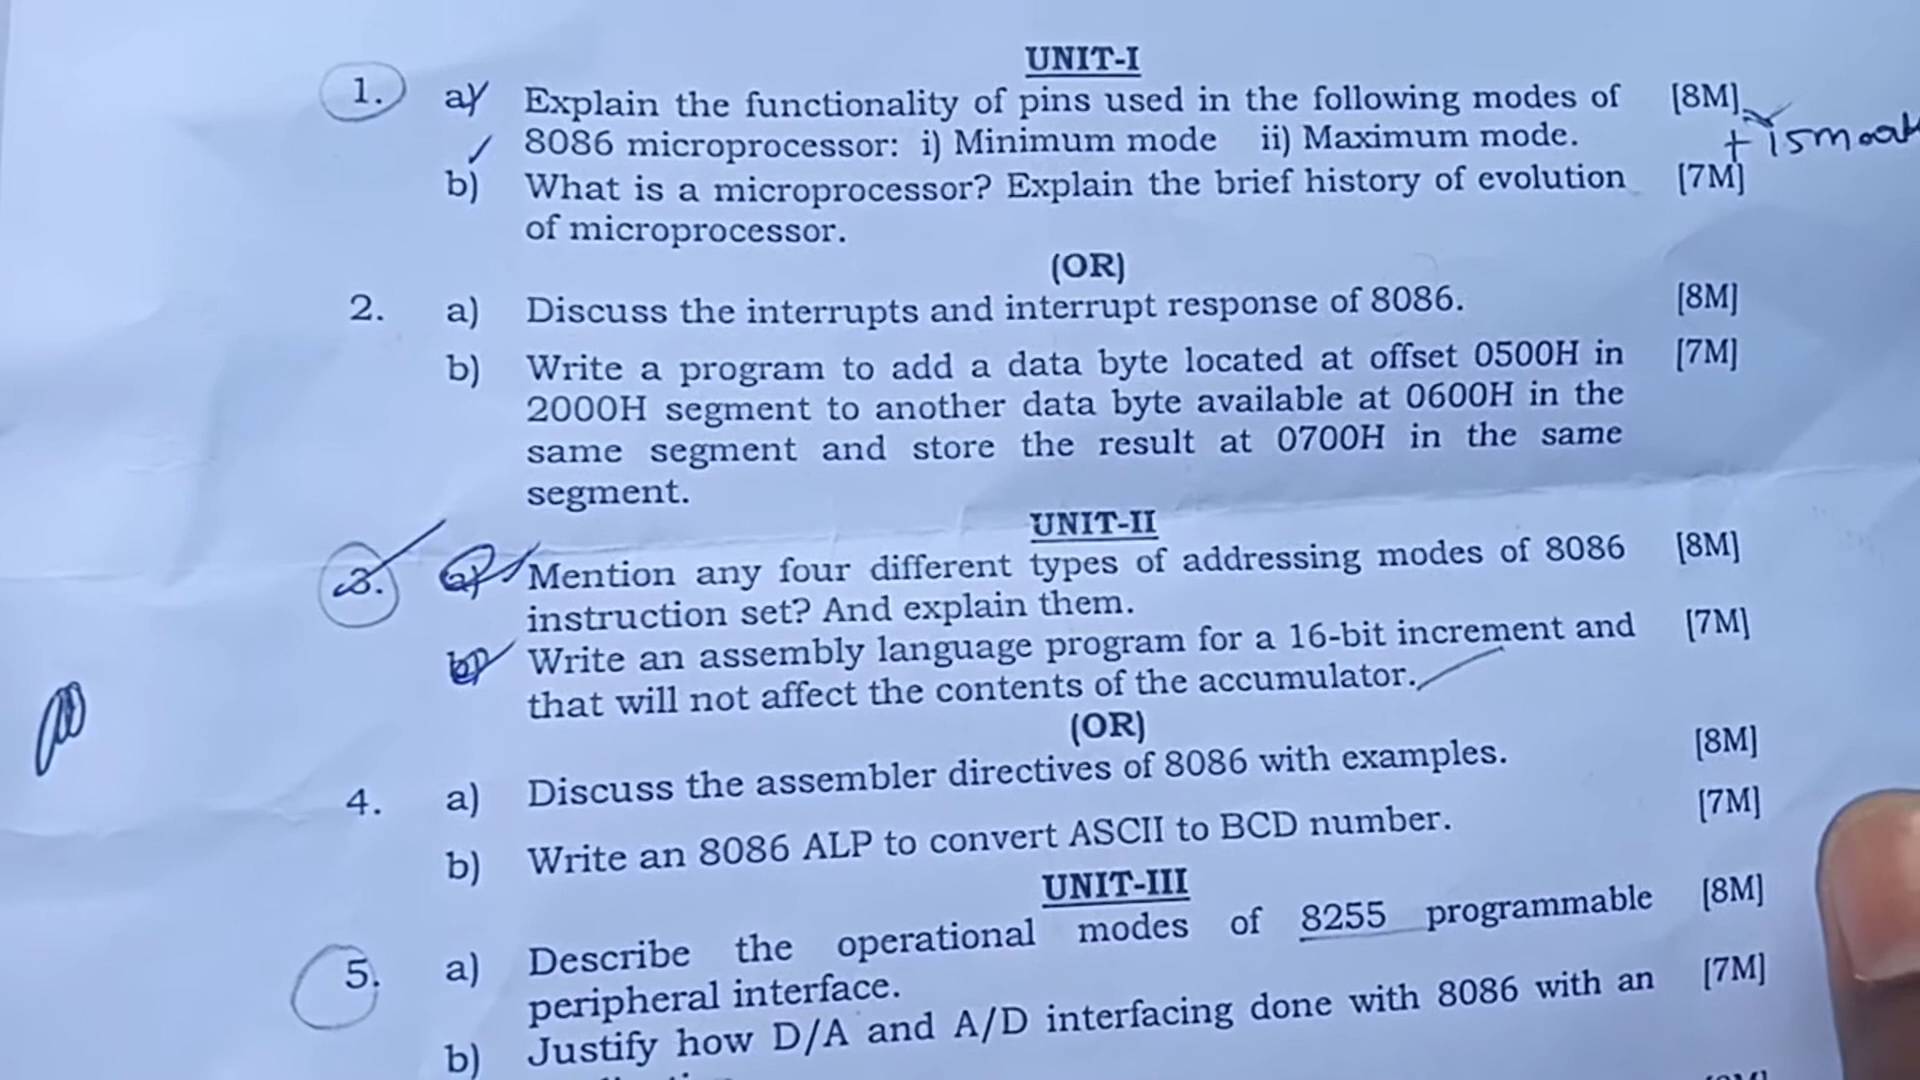 UNIT-I
1. a) Explain the functionality of pins used in the following modes of [8M]
8086 microprocessor: i) Minimum mode ii) Maximum mode. + 15m
b) What is a microprocessor? Explain the brief history of evolution [7M]
of microprocessor.
(OR)
2. a) Discuss the interrupts and interrupt response of 8086. [8M]
b) Write a program to add a data byte located at offset 0500H in [7M]
2000H segment to another data byte available at 0600H in the
same segment and store the result at 0700H in the same
segment.
UNIT-II
3. a) Mention any four different types of addressing modes of 8086 [8M]
instruction set? And explain them.
b) Write an assembly language program for a 16-bit increment and [7M]
that will not affect the contents of the accumulator.
(OR)
4. a) Discuss the assembler directives of 8086 with examples. [8M]
b) Write an 8086 ALP to convert ASCII to BCD number. [7M]
UNIT-III
5. a) Describe the operational modes of 8255 programmable [8M]
peripheral interface.
b) Justify how D/A and A/D interfacing done with 8086 with an [7M]